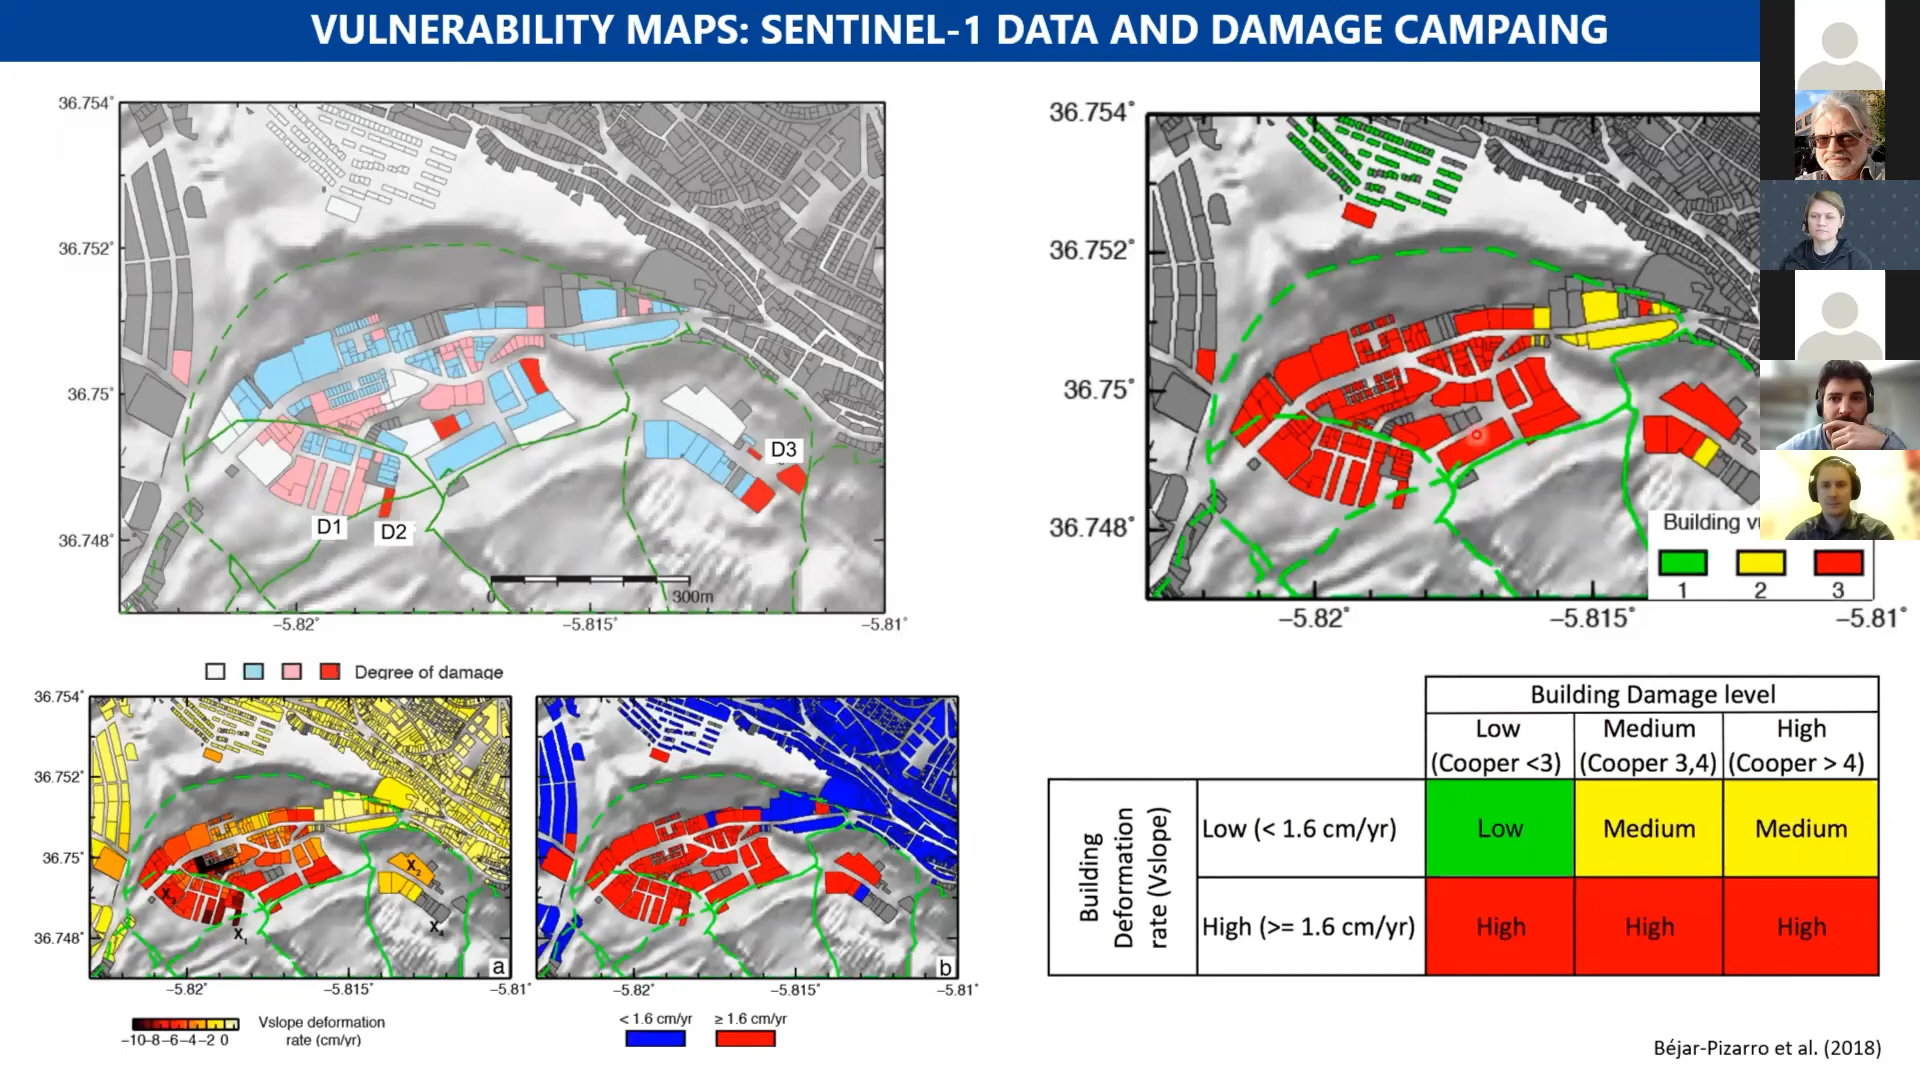 VULNERABILITY MAPS: SENTINEL-1 DATA AND DAMAGE CAMPAING
36.754°
36.752°
36.75°
36.748°
D1
D2
D3
0
300m
−5.82°
−5.815°
−5.81°
Degree of damage
36.754°
36.752°
36.75°
36.748°
Building vu
1 2 3
−5.82°
−5.815°
−5.81°
36.754°
36.752°
36.75°
36.748°
X2
X1
X4
a
−5.82°
−5.815°
−5.81°
−10−8−6−4−2 0
Vslope deformation
rate (cm/yr)
b
−5.82°
−5.815°
−5.81°
< 1.6 cm/yr
≥ 1.6 cm/yr
Building Damage level
Low
(Cooper <3)
Medium
(Cooper 3,4)
High
(Cooper > 4)
Building
Deformation
rate (Vslope)
Low (< 1.6 cm/yr)
Low
Medium
Medium
High (>= 1.6 cm/yr)
High
High
High
Béjar-Pizarro et al. (2018)